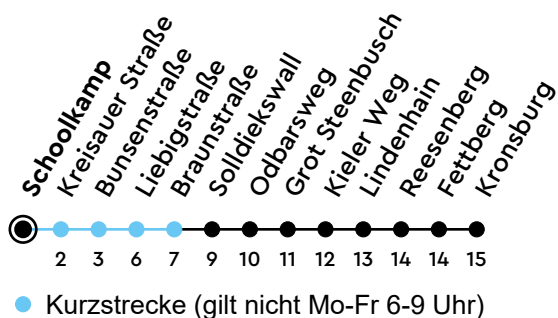 Schoolkamp
Kreisauer Straße
Bunsenstraße
Liebigstraße
Braunstraße
Solldiekswall
Odbarsweg
Grot Steenbusch
Kieler Weg
Lindenhain
Reesenberg
Fettberg
Kronsburg
2 3 6 7 9 10 11 12 13 14 14 15
Kurzstrecke (gilt nicht Mo-Fr 6-9 Uhr)